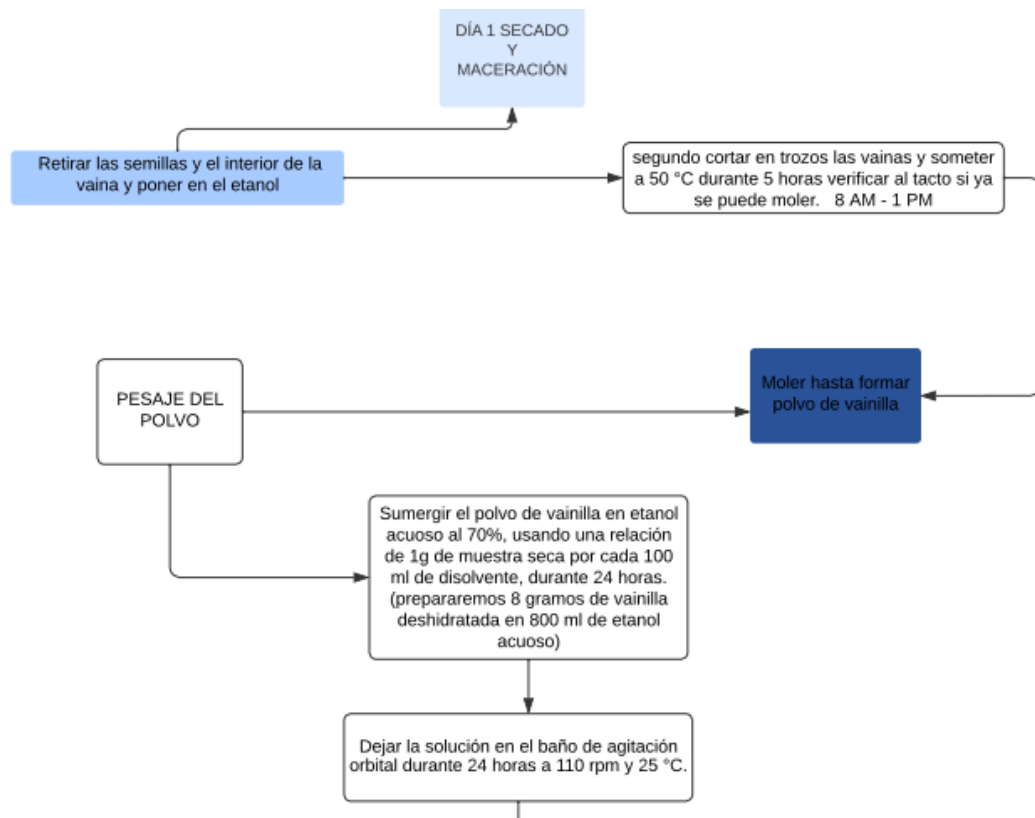 DÍA 1 SECADO
Y
MACERACIÓN
Retirar las semillas y el interior de la
vaina y poner en el etanol
segundo cortar en trozos las vainas y someter
a 50 °C durante 5 horas verificar al tacto si ya
se puede moler.   8 AM - 1 PM
PESAJE DEL
POLVO
Moler hasta formar
polvo de vainilla
Sumergir el polvo de vainilla en etanol
acuoso al 70%, usando una relación
de 1g de muestra seca por cada 100
ml de disolvente, durante 24 horas.
(prepararemos 8 gramos de vainilla
deshidratada en 800 ml de etanol
acuoso)
Dejar la solución en el baño de agitación
orbital durante 24 horas a 110 rpm y 25 °C.